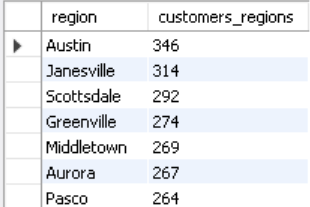 region customers_regions
Austin 346
Janesville 314
Scottsdale 292
Greenville 274
Middletown 269
Aurora 267
Pasco 264